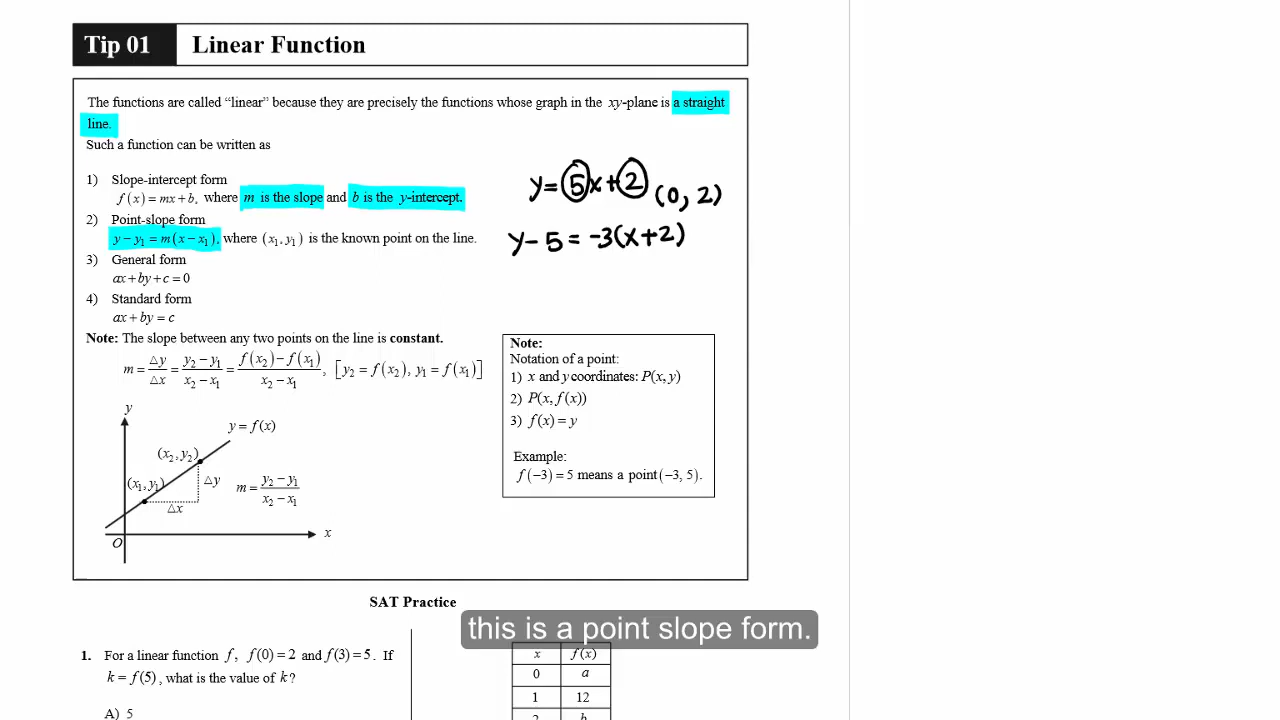 Tip 01 Linear Function
The functions are called “linear” because they are precisely the functions whose graph in the xy-plane is a straight
line.
Such a function can be written as
1) Slope-intercept form
f(x) = mx + b, where m is the slope and b is the y-intercept.
2) Point-slope form
y − y₁ = m(x − x₁), where (x₁, y₁) is the known point on the line.
3) General form
ax + by + c = 0
4) Standard form
ax + by = c
y = 5x + 2 (0, 2)
y − 5 = −3(x + 2)
Note: The slope between any two points on the line is constant.
m = △y/△x = (y₂ − y₁)/(x₂ − x₁) = (f(x₂) − f(x₁))/(x₂ − x₁), [y₂ = f(x₂), y₁ = f(x₁)]
y
y = f(x)
(x₂, y₂)
(x₁, y₁)
△y
m = (y₂ − y₁)/(x₂ − x₁)
△x
x
O
Note:
Notation of a point:
1) x and y coordinates: P(x, y)
2) P(x, f(x))
3) f(x) = y
Example:
f(−3) = 5 means a point (−3, 5).
SAT Practice
this is a point slope form.
1. For a linear function f, f(0) = 2 and f(3) = 5. If
k = f(5), what is the value of k?
A) 5
x f(x)
0 a
1 12
2 b